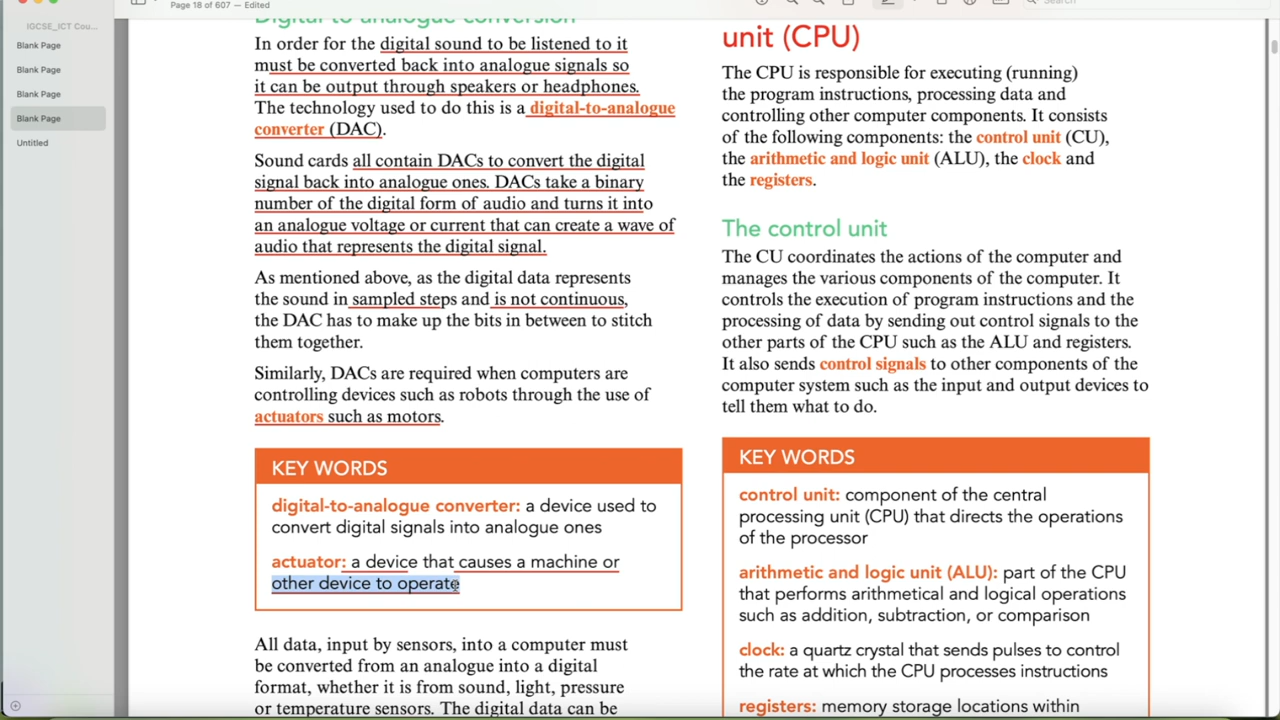 Page 18 of 607 — Edited
Search
IGCSE_ICT Cou...
Blank Page
Blank Page
Blank Page
Blank Page
Untitled
Digital to analogue conversion
In order for the digital sound to be listened to it
must be converted back into analogue signals so
it can be output through speakers or headphones.
The technology used to do this is a digital-to-analogue
converter (DAC).
Sound cards all contain DACs to convert the digital
signal back into analogue ones. DACs take a binary
number of the digital form of audio and turns it into
an analogue voltage or current that can create a wave of
audio that represents the digital signal.
As mentioned above, as the digital data represents
the sound in sampled steps and is not continuous,
the DAC has to make up the bits in between to stitch
them together.
Similarly, DACs are required when computers are
controlling devices such as robots through the use of
actuators such as motors.
KEY WORDS
digital-to-analogue converter: a device used to
convert digital signals into analogue ones
actuator: a device that causes a machine or
other device to operate
All data, input by sensors, into a computer must
be converted from an analogue into a digital
format, whether it is from sound, light, pressure
or temperature sensors. The digital data can be
unit (CPU)
The CPU is responsible for executing (running)
the program instructions, processing data and
controlling other computer components. It consists
of the following components: the control unit (CU),
the arithmetic and logic unit (ALU), the clock and
the registers.
The control unit
The CU coordinates the actions of the computer and
manages the various components of the computer. It
controls the execution of program instructions and the
processing of data by sending out control signals to the
other parts of the CPU such as the ALU and registers.
It also sends control signals to other components of the
computer system such as the input and output devices to
tell them what to do.
KEY WORDS
control unit: component of the central
processing unit (CPU) that directs the operations
of the processor
arithmetic and logic unit (ALU): part of the CPU
that performs arithmetical and logical operations
such as addition, subtraction, or comparison
clock: a quartz crystal that sends pulses to control
the rate at which the CPU processes instructions
registers: memory storage locations within